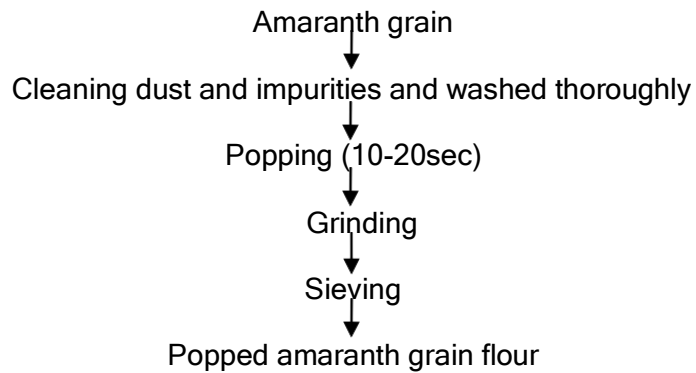 Amaranth grain
Cleaning dust and impurities and washed thoroughly
Popping (10-20sec)
Grinding
Sieving
Popped amaranth grain flour